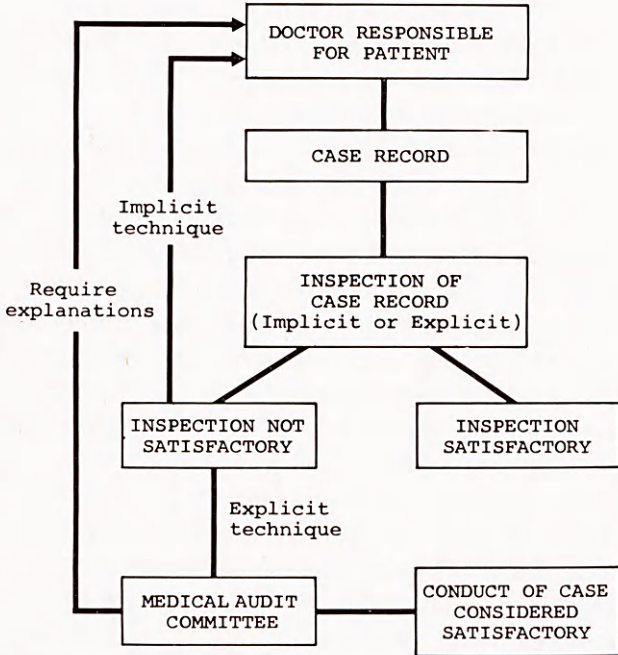 DOCTOR RESPONSIBLE
FOR PATIENT
CASE RECORD
Implicit
technique
INSPECTION OF
CASE RECORD
(Implicit or Explicit)
Require
explanations
INSPECTION NOT
SATISFACTORY
INSPECTION
SATISFACTORY
Explicit
technique
MEDICAL AUDIT
COMMITTEE
CONDUCT OF CASE
CONSIDERED
SATISFACTORY